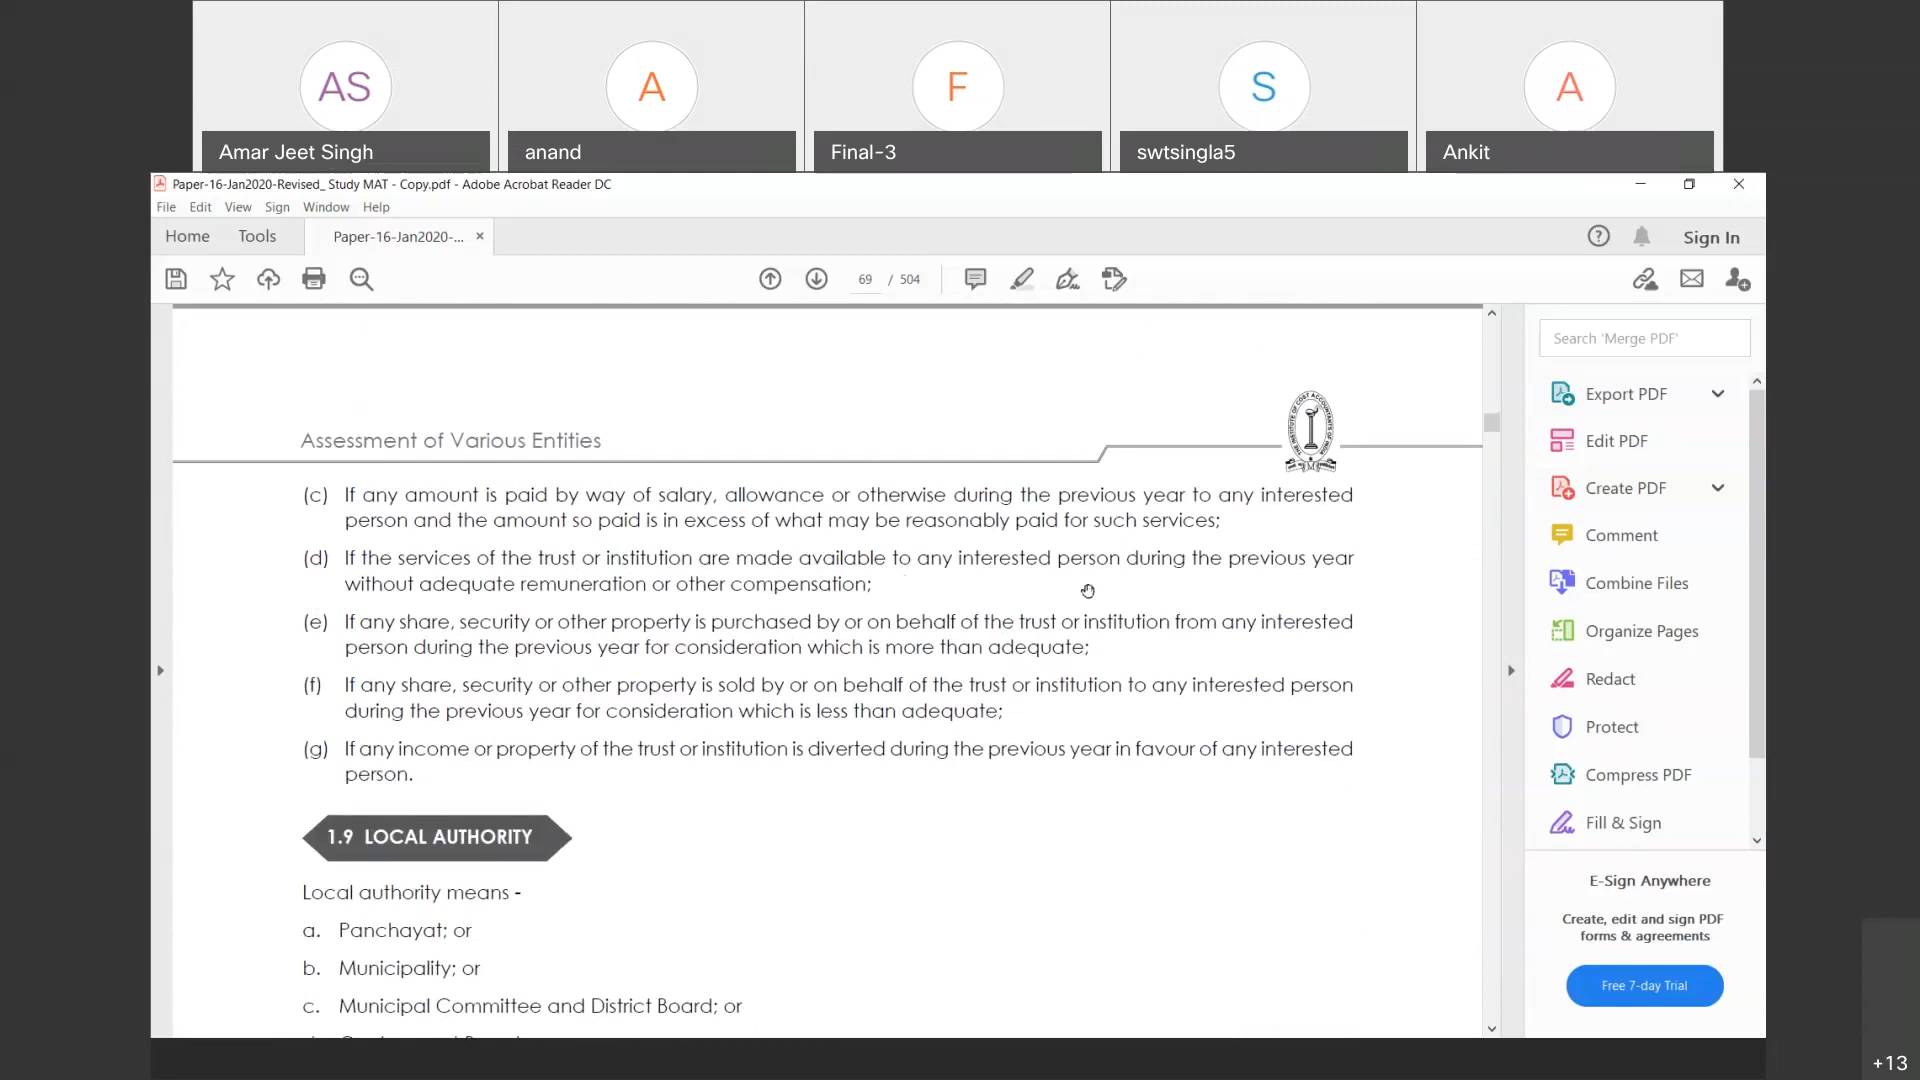 AS
A
F
S
A
Amar Jeet Singh
anand
Final-3
swtsingla5
Ankit
Paper-16-Jan2020-Revised_ Study MAT - Copy.pdf - Adobe Acrobat Reader DC
File Edit View Sign Window Help
Home Tools Paper-16-Jan2020-... × Sign In
69 / 504
Assessment of Various Entities
THE INSTITUTE OF COST ACCOUNTANTS OF INDIA
(c) If any amount is paid by way of salary, allowance or otherwise during the previous year to any interested
person and the amount so paid is in excess of what may be reasonably paid for such services;
(d) If the services of the trust or institution are made available to any interested person during the previous year
without adequate remuneration or other compensation;
(e) If any share, security or other property is purchased by or on behalf of the trust or institution from any interested
person during the previous year for consideration which is more than adequate;
(f) If any share, security or other property is sold by or on behalf of the trust or institution to any interested person
during the previous year for consideration which is less than adequate;
(g) If any income or property of the trust or institution is diverted during the previous year in favour of any interested
person.
1.9 LOCAL AUTHORITY
Local authority means -
a. Panchayat; or
b. Municipality; or
c. Municipal Committee and District Board; or
Search 'Merge PDF'
Export PDF
Edit PDF
Create PDF
Comment
Combine Files
Organize Pages
Redact
Protect
Compress PDF
Fill & Sign
E-Sign Anywhere
Create, edit and sign PDF
forms & agreements
Free 7-day Trial
+13